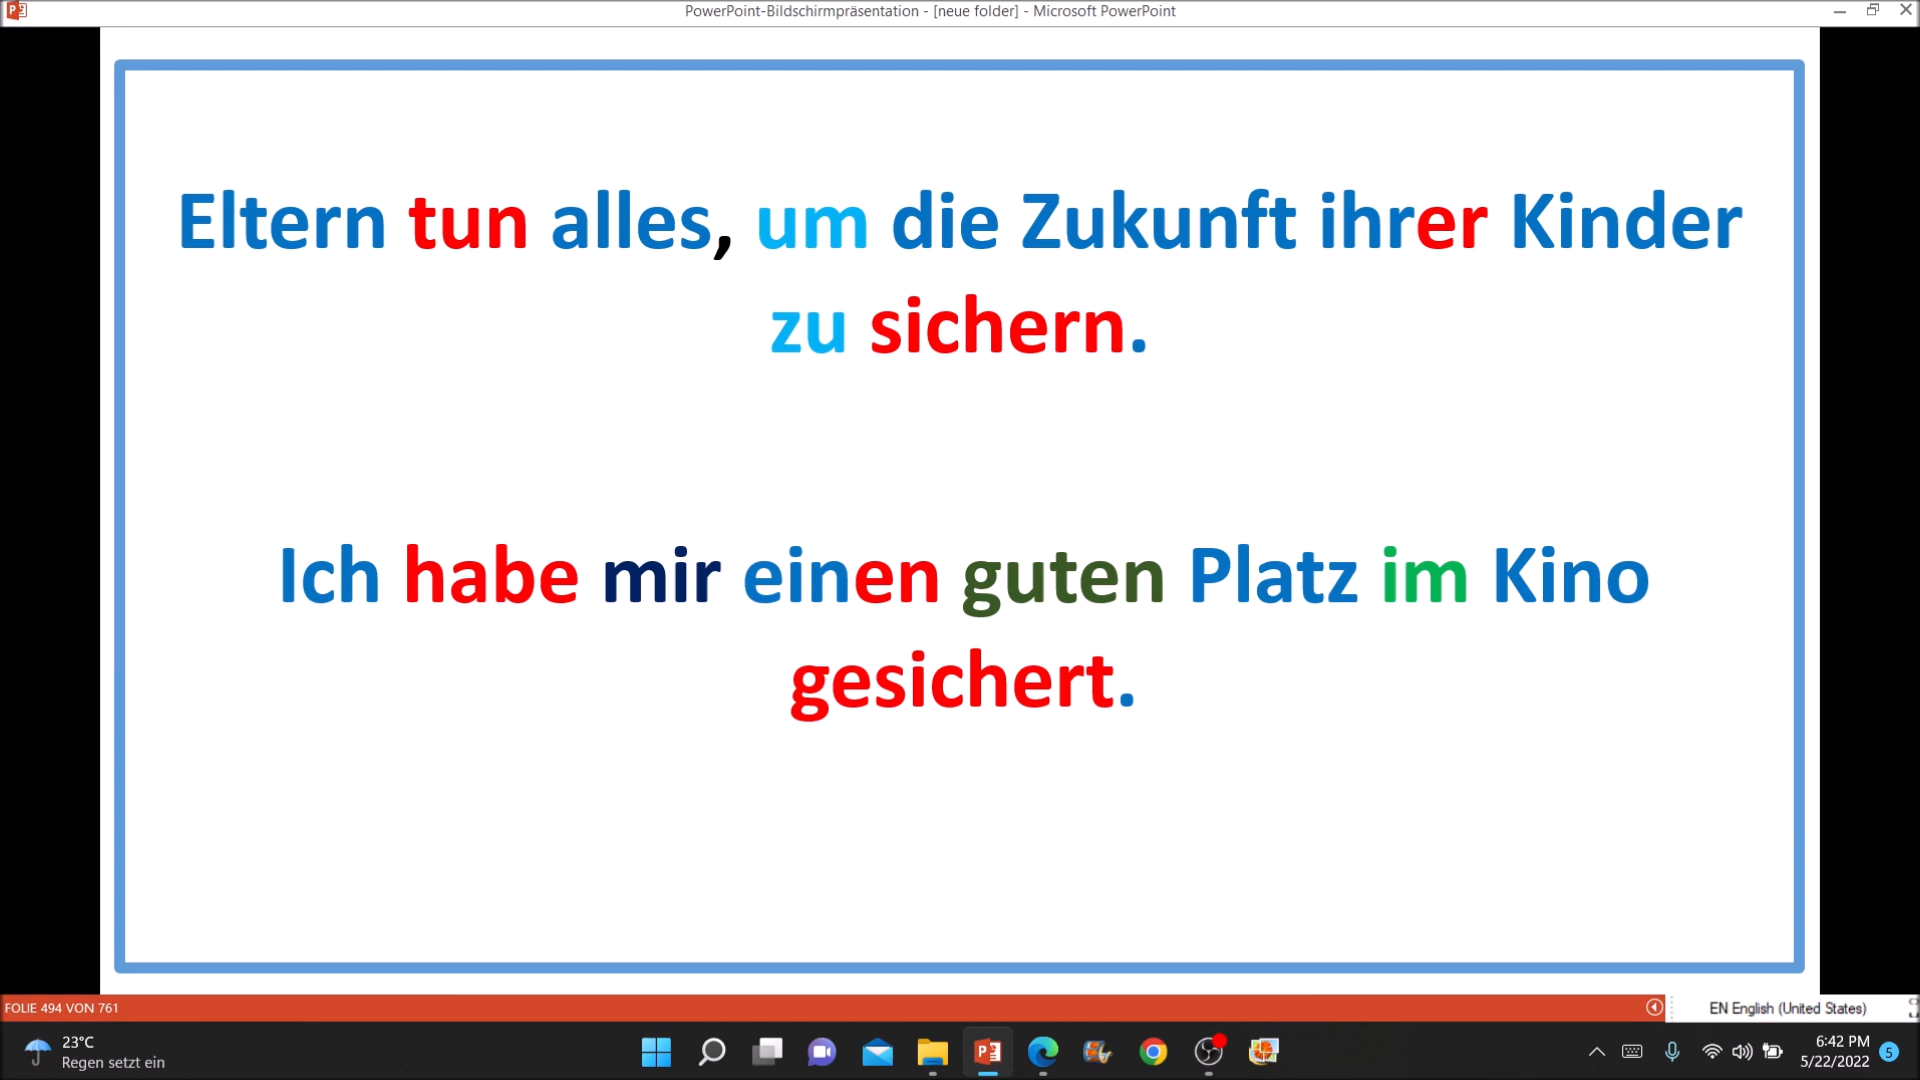 PowerPoint-Bildschirmpräsentation - [neue folder] - Microsoft PowerPoint
Eltern tun alles, um die Zukunft ihrer Kinder
zu sichern.
Ich habe mir einen guten Platz im Kino
gesichert.
FOLIE 494 VON 761
EN English (United States)
23°C
Regen setzt ein
6:42 PM
5/22/2022
5